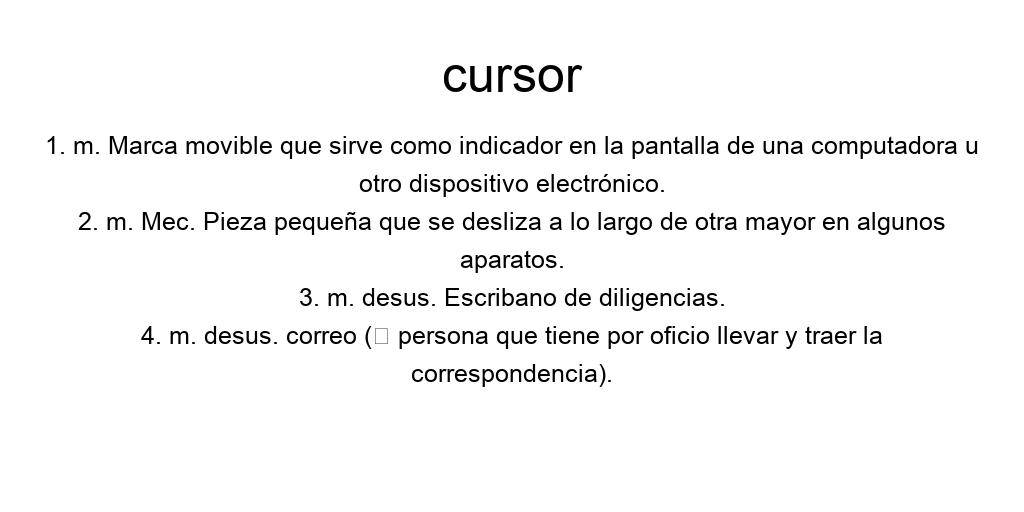 cursor
1. m. Marca movible que sirve como indicador en la pantalla de una computadora u
otro dispositivo electrónico.
2. m. Mec. Pieza pequeña que se desliza a lo largo de otra mayor en algunos
aparatos.
3. m. desus. Escribano de diligencias.
4. m. desus. correo (□ persona que tiene por oficio llevar y traer la
correspondencia).